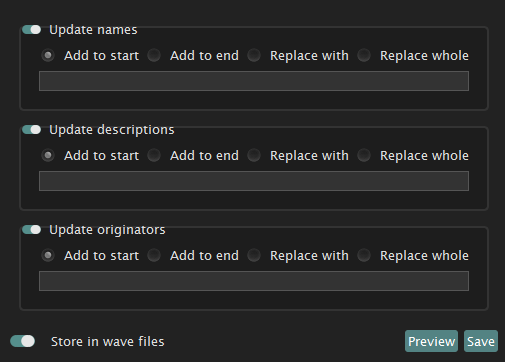 Update names
Add to start Add to end Replace with Replace whole
Update descriptions
Add to start Add to end Replace with Replace whole
Update originators
Add to start Add to end Replace with Replace whole
Store in wave files Preview Save